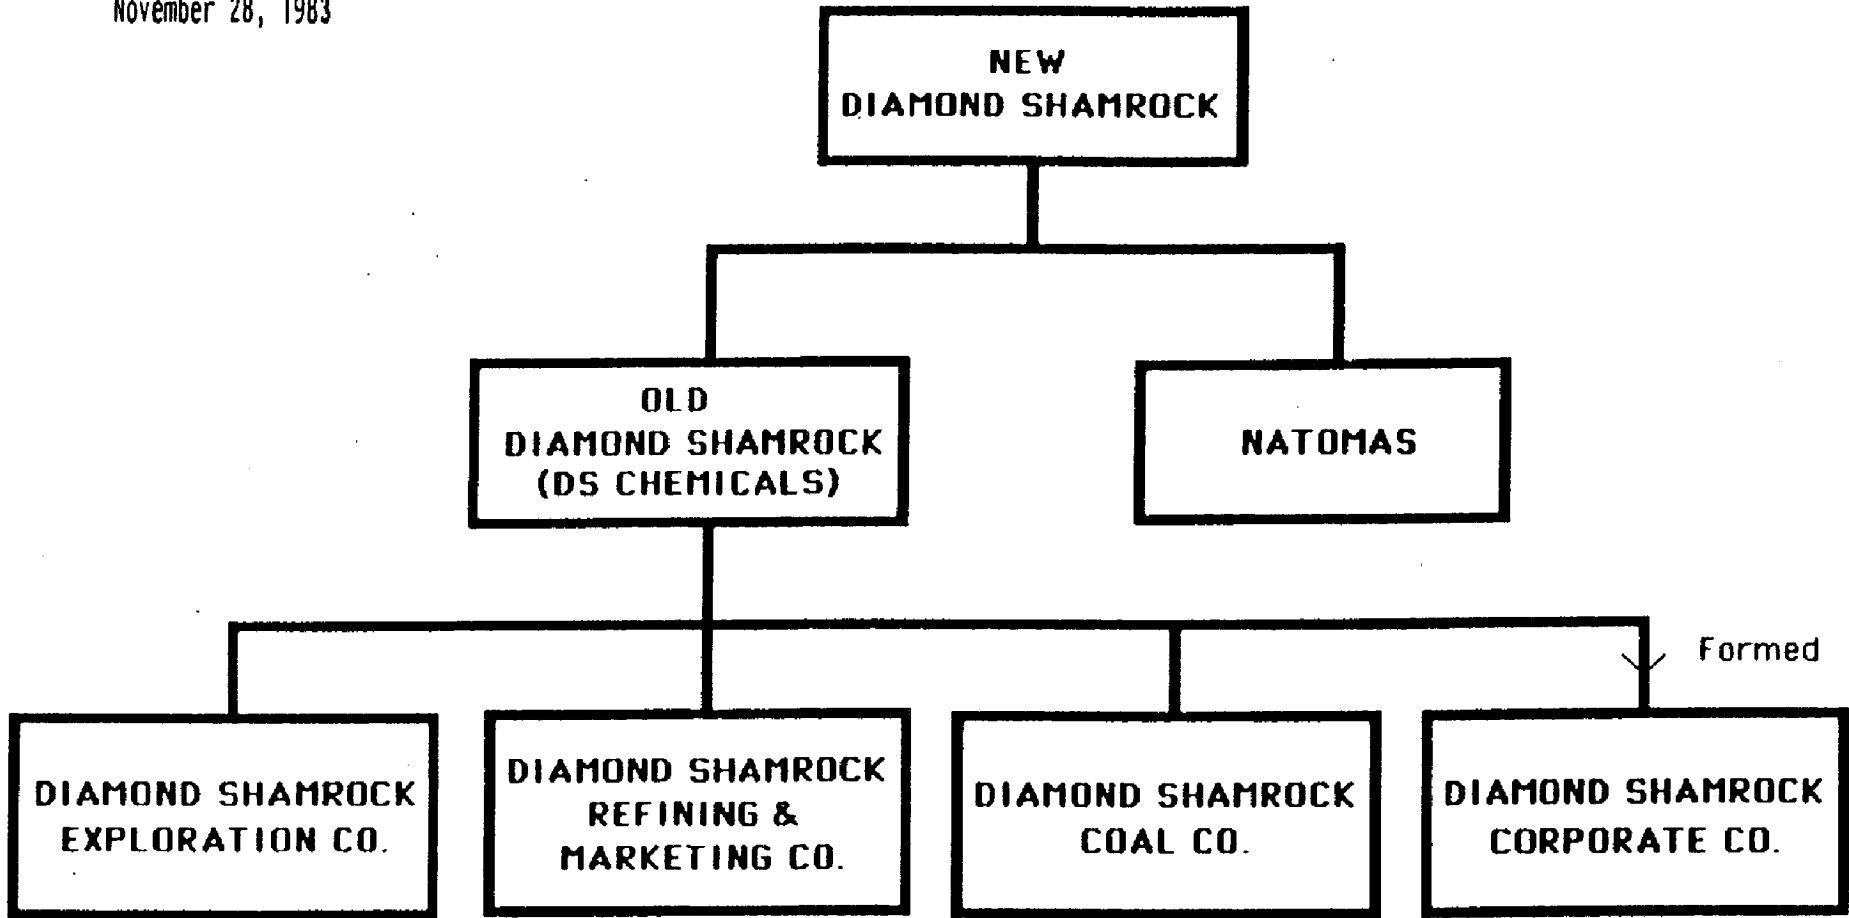 November 28, 1983
NEW
DIAMOND SHAMROCK
OLD
DIAMOND SHAMROCK
(DS CHEMICALS)
NATOMAS
Formed
DIAMOND SHAMROCK
EXPLORATION CO.
DIAMOND SHAMROCK
REFINING &
MARKETING CO.
DIAMOND SHAMROCK
COAL CO.
DIAMOND SHAMROCK
CORPORATE CO.